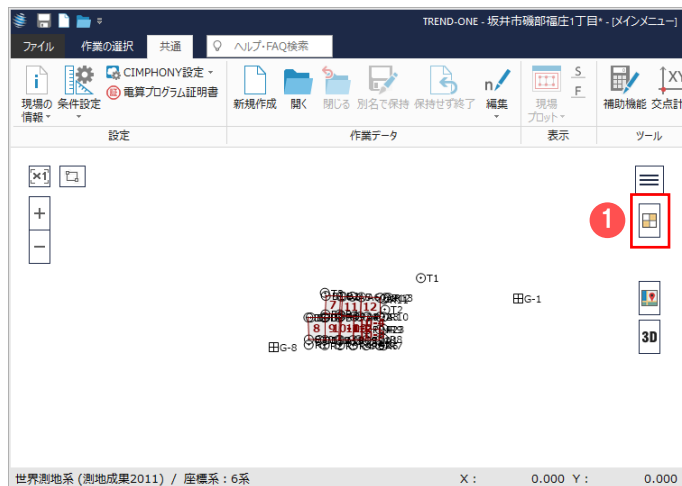 TREND-ONE - 坂井市磯部福庄1丁目* - [メインメニュー]
ファイル 作業の選択 共通 ヘルプ・FAQ検索
CIMPHONY設定
電算プログラム証明書
現場の情報 条件設定 新規作成 開く 閉じる 別名で保持 保持せず終了 編集 現場プロット S F 補助機能 交点計
設定 作業データ 表示 ツール
×1
+
1
−
T1
G-1
T2
7 11 12
8
G-8
3D
世界測地系 (測地成果2011) / 座標系:6系 X: 0.000 Y: 0.000